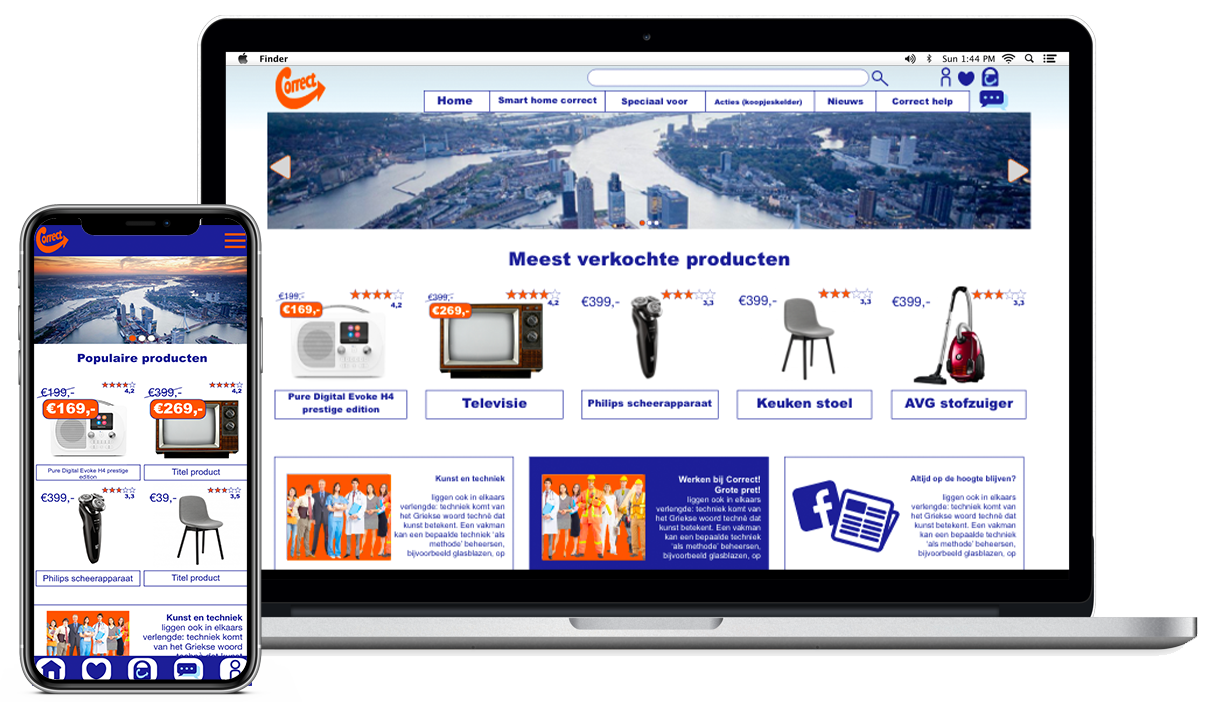 Finder
Sun 1:44 PM
Correct
Home
Smart home correct
Speciaal voor
Acties (koopjeskelder)
Nieuws
Correct help
Meest verkochte producten
€199,-
€169,-
4,2
€399,-
€269,-
4,2
€399,-
3,3
€399,-
3,3
€399,-
3,3
Pure Digital Evoke H4
prestige edition
Televisie
Philips scheerapparaat
Keuken stoel
AVG stofzuiger
Kunst en techniek
liggen ook in elkaars
verlengde: techniek komt
van het Griekse woord
kunst betekent. Een vakman
kan een bepaalde techniek
'als methode' beheersen,
bijvoorbeeld glasblazen, op
Werken bij Correct!
Grote pret!
liggen ook in elkaars
verlengde: techniek komt
van het Griekse woord technè dat
kunst betekent. Een vakman
kan een bepaalde techniek
'als methode' beheersen,
bijvoorbeeld glasblazen, op
Altijd op de hoogte blijven?
liggen ook in elkaars
verlengde: techniek komt
van het Griekse woord technè dat
kunst betekent. Een vakman
kan een bepaalde techniek
'als methode' beheersen,
bijvoorbeeld glasblazen, op
Correct
Populaire producten
€199,-
€169,-
4,2
€399,-
€269,-
4,2
Pure Digital Evoke H4 prestige
edition
Titel product
€399,-
3,3
€39,-
3,3
Philips scheerapparaat
Titel product
Kunst en techniek
liggen ook in elkaars
verlengde: techniek komt
van het Griekse woord
technè dat kunst